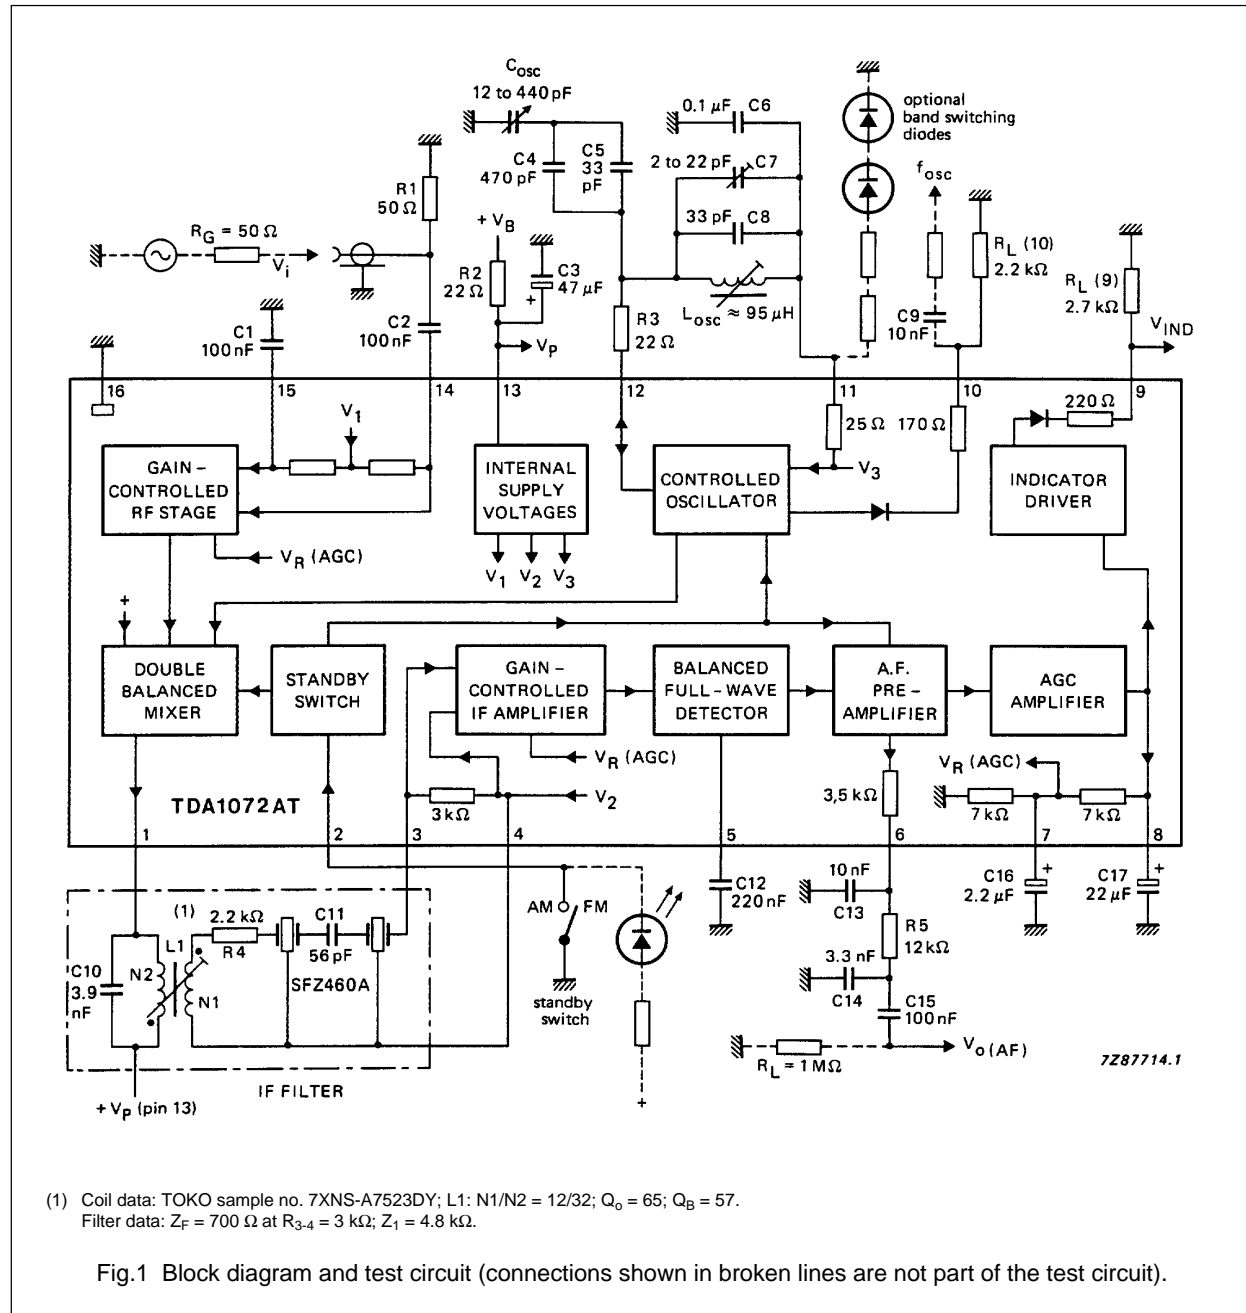 C_osc
12 to 440 pF
C4
470 pF
C5
33
pF
0.1 µF C6
2 to 22 pF C7
33 pF C8
L_osc ≈ 95 µH
optional
band switching
diodes
f_osc
R1
50 Ω
R_G = 50 Ω
V_i
+ V_B
R2
22 Ω
C3
47 µF
+
V_P
R3
22 Ω
C9
10 nF
R_L (10)
2.2 kΩ
R_L (9)
2.7 kΩ
V_IND
C1
100 nF
C2
100 nF
16
15
14
13
12
11
10
9
V_1
25 Ω
170 Ω
220 Ω
GAIN –
CONTROLLED
RF STAGE
INTERNAL
SUPPLY
VOLTAGES
CONTROLLED
OSCILLATOR
V_3
INDICATOR
DRIVER
V_R (AGC)
V_1 V_2 V_3
+
DOUBLE
BALANCED
MIXER
STANDBY
SWITCH
GAIN –
CONTROLLED
IF AMPLIFIER
BALANCED
FULL – WAVE
DETECTOR
A.F.
PRE –
AMPLIFIER
AGC
AMPLIFIER
V_R (AGC)
V_R (AGC)
TDA1072AT
3 kΩ
V_2
3,5 kΩ
7 kΩ
7 kΩ
1
2
3
4
5
6
7
8
(1)
L1
2.2 kΩ
R4
C11
56 pF
SFZ460A
C10
3.9
nF
N2
N1
IF FILTER
+ V_P (pin 13)
AM
FM
standby
switch
+
C12
220 nF
10 nF
C13
R5
12 kΩ
3.3 nF
C14
C15
100 nF
R_L = 1 MΩ
V_o (AF)
C16
2.2 µF
+
C17
22 µF
+
7Z87714.1
(1) Coil data: TOKO sample no. 7XNS-A7523DY; L1: N1/N2 = 12/32; Q_o = 65; Q_B = 57.
Filter data: Z_F = 700 Ω at R_3-4 = 3 kΩ; Z_1 = 4.8 kΩ.
Fig.1 Block diagram and test circuit (connections shown in broken lines are not part of the test circuit).